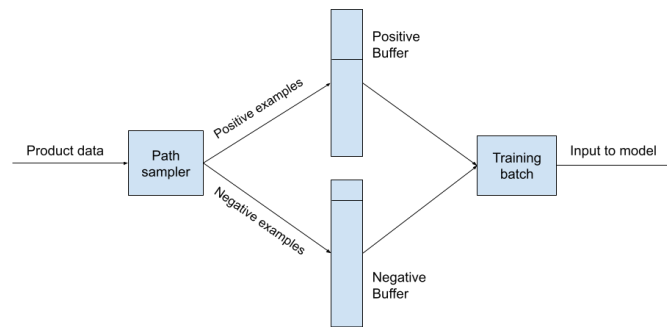 Product data
Path
sampler
Positive examples
Negative examples
Positive
Buffer
Negative
Buffer
Training
batch
Input to model